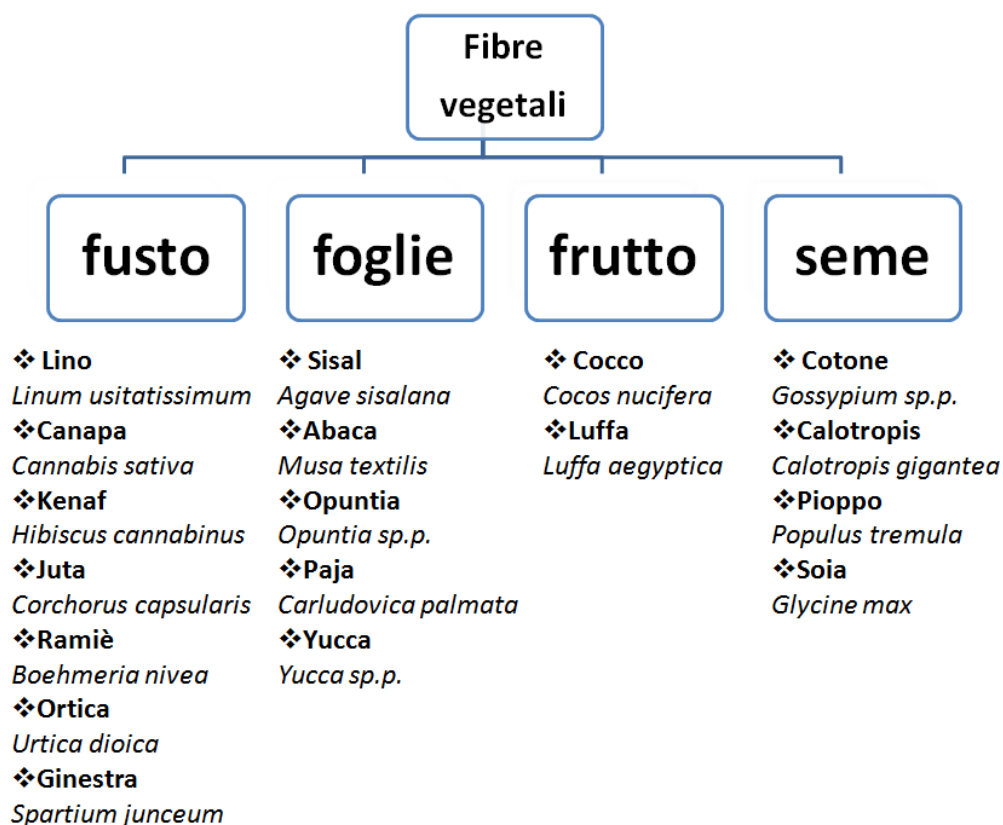 Fibre
vegetali
fusto
foglie
frutto
seme
❖ Lino
Linum usitatissimum
❖Canapa
Cannabis sativa
❖Kenaf
Hibiscus cannabinus
❖Juta
Corchorus capsularis
❖Ramiè
Boehmeria nivea
❖Ortica
Urtica dioica
❖Ginestra
Spartium junceum
❖ Sisal
Agave sisalana
❖Abaca
Musa textilis
❖Opuntia
Opuntia sp.p.
❖Paja
Carludovica palmata
❖Yucca
Yucca sp.p.
❖ Cocco
Cocos nucifera
❖Luffa
Luffa aegyptica
❖ Cotone
Gossypium sp.p.
❖Calotropis
Calotropis gigantea
❖Pioppo
Populus tremula
❖Soia
Glycine max